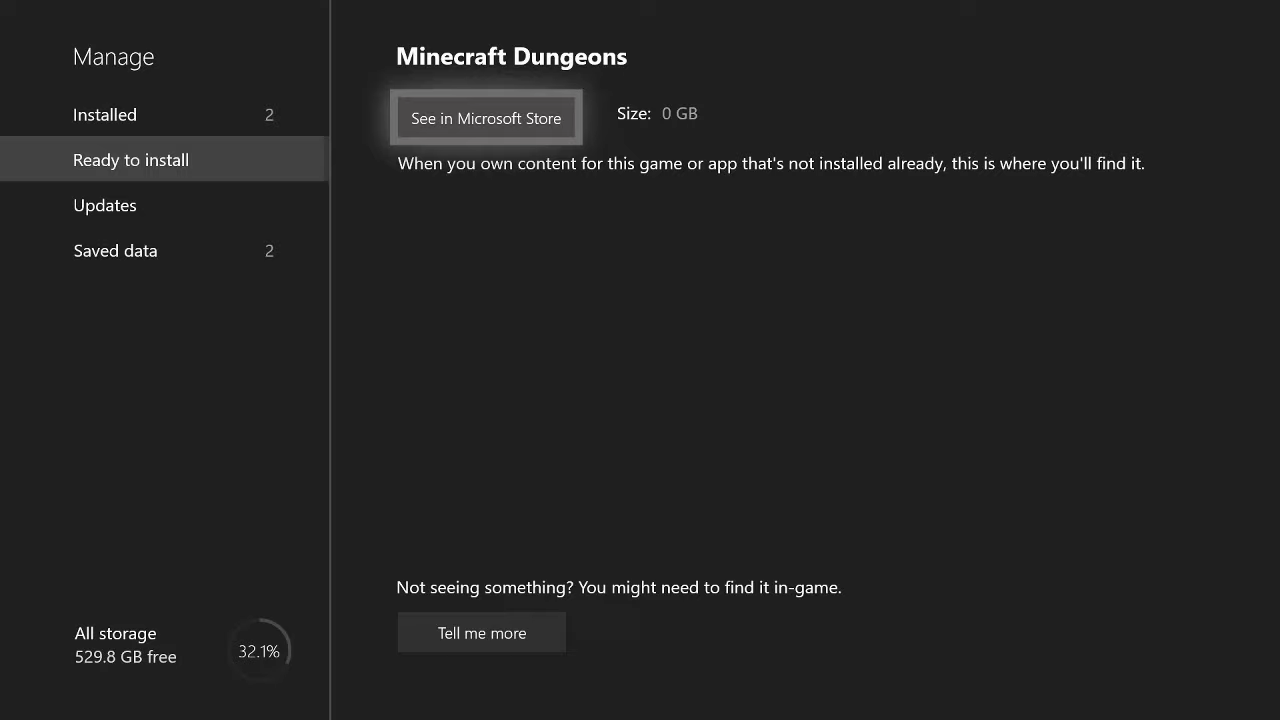 Manage
Installed 2
Ready to install
Updates
Saved data 2
All storage
529.8 GB free
32.1%
Minecraft Dungeons
See in Microsoft Store
Size: 0 GB
When you own content for this game or app that's not installed already, this is where you'll find it.
Not seeing something? You might need to find it in-game.
Tell me more